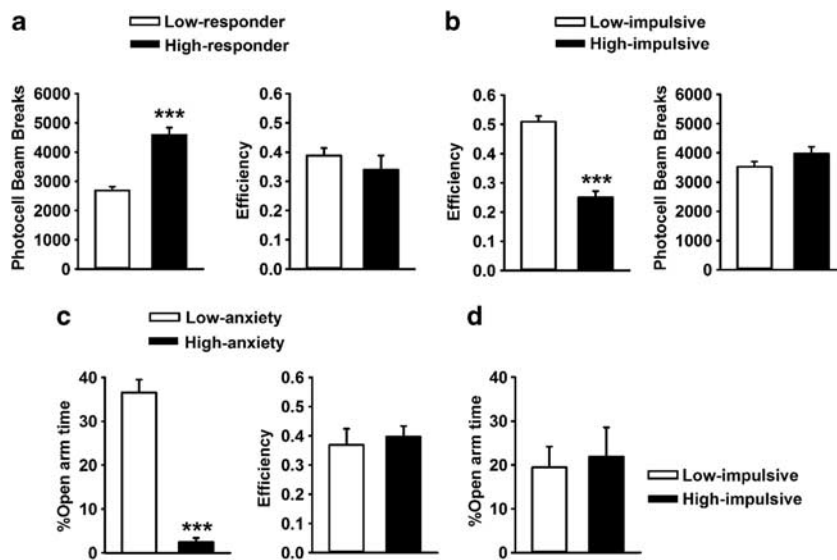 a
Low-responder
High-responder
Photocell Beam Breaks
6000
5000
4000
3000
2000
1000
0
***
Efficiency
0.6
0.5
0.4
0.3
0.2
0.1
0.0
b
Low-impulsive
High-impulsive
Efficiency
0.6
0.5
0.4
0.3
0.2
0.1
0.0
***
Photocell Beam Breaks
6000
5000
4000
3000
2000
1000
0
c
Low-anxiety
High-anxiety
%Open arm time
40
30
20
10
0
***
Efficiency
0.6
0.5
0.4
0.3
0.2
0.1
0.0
d
%Open arm time
40
30
20
10
0
Low-impulsive
High-impulsive